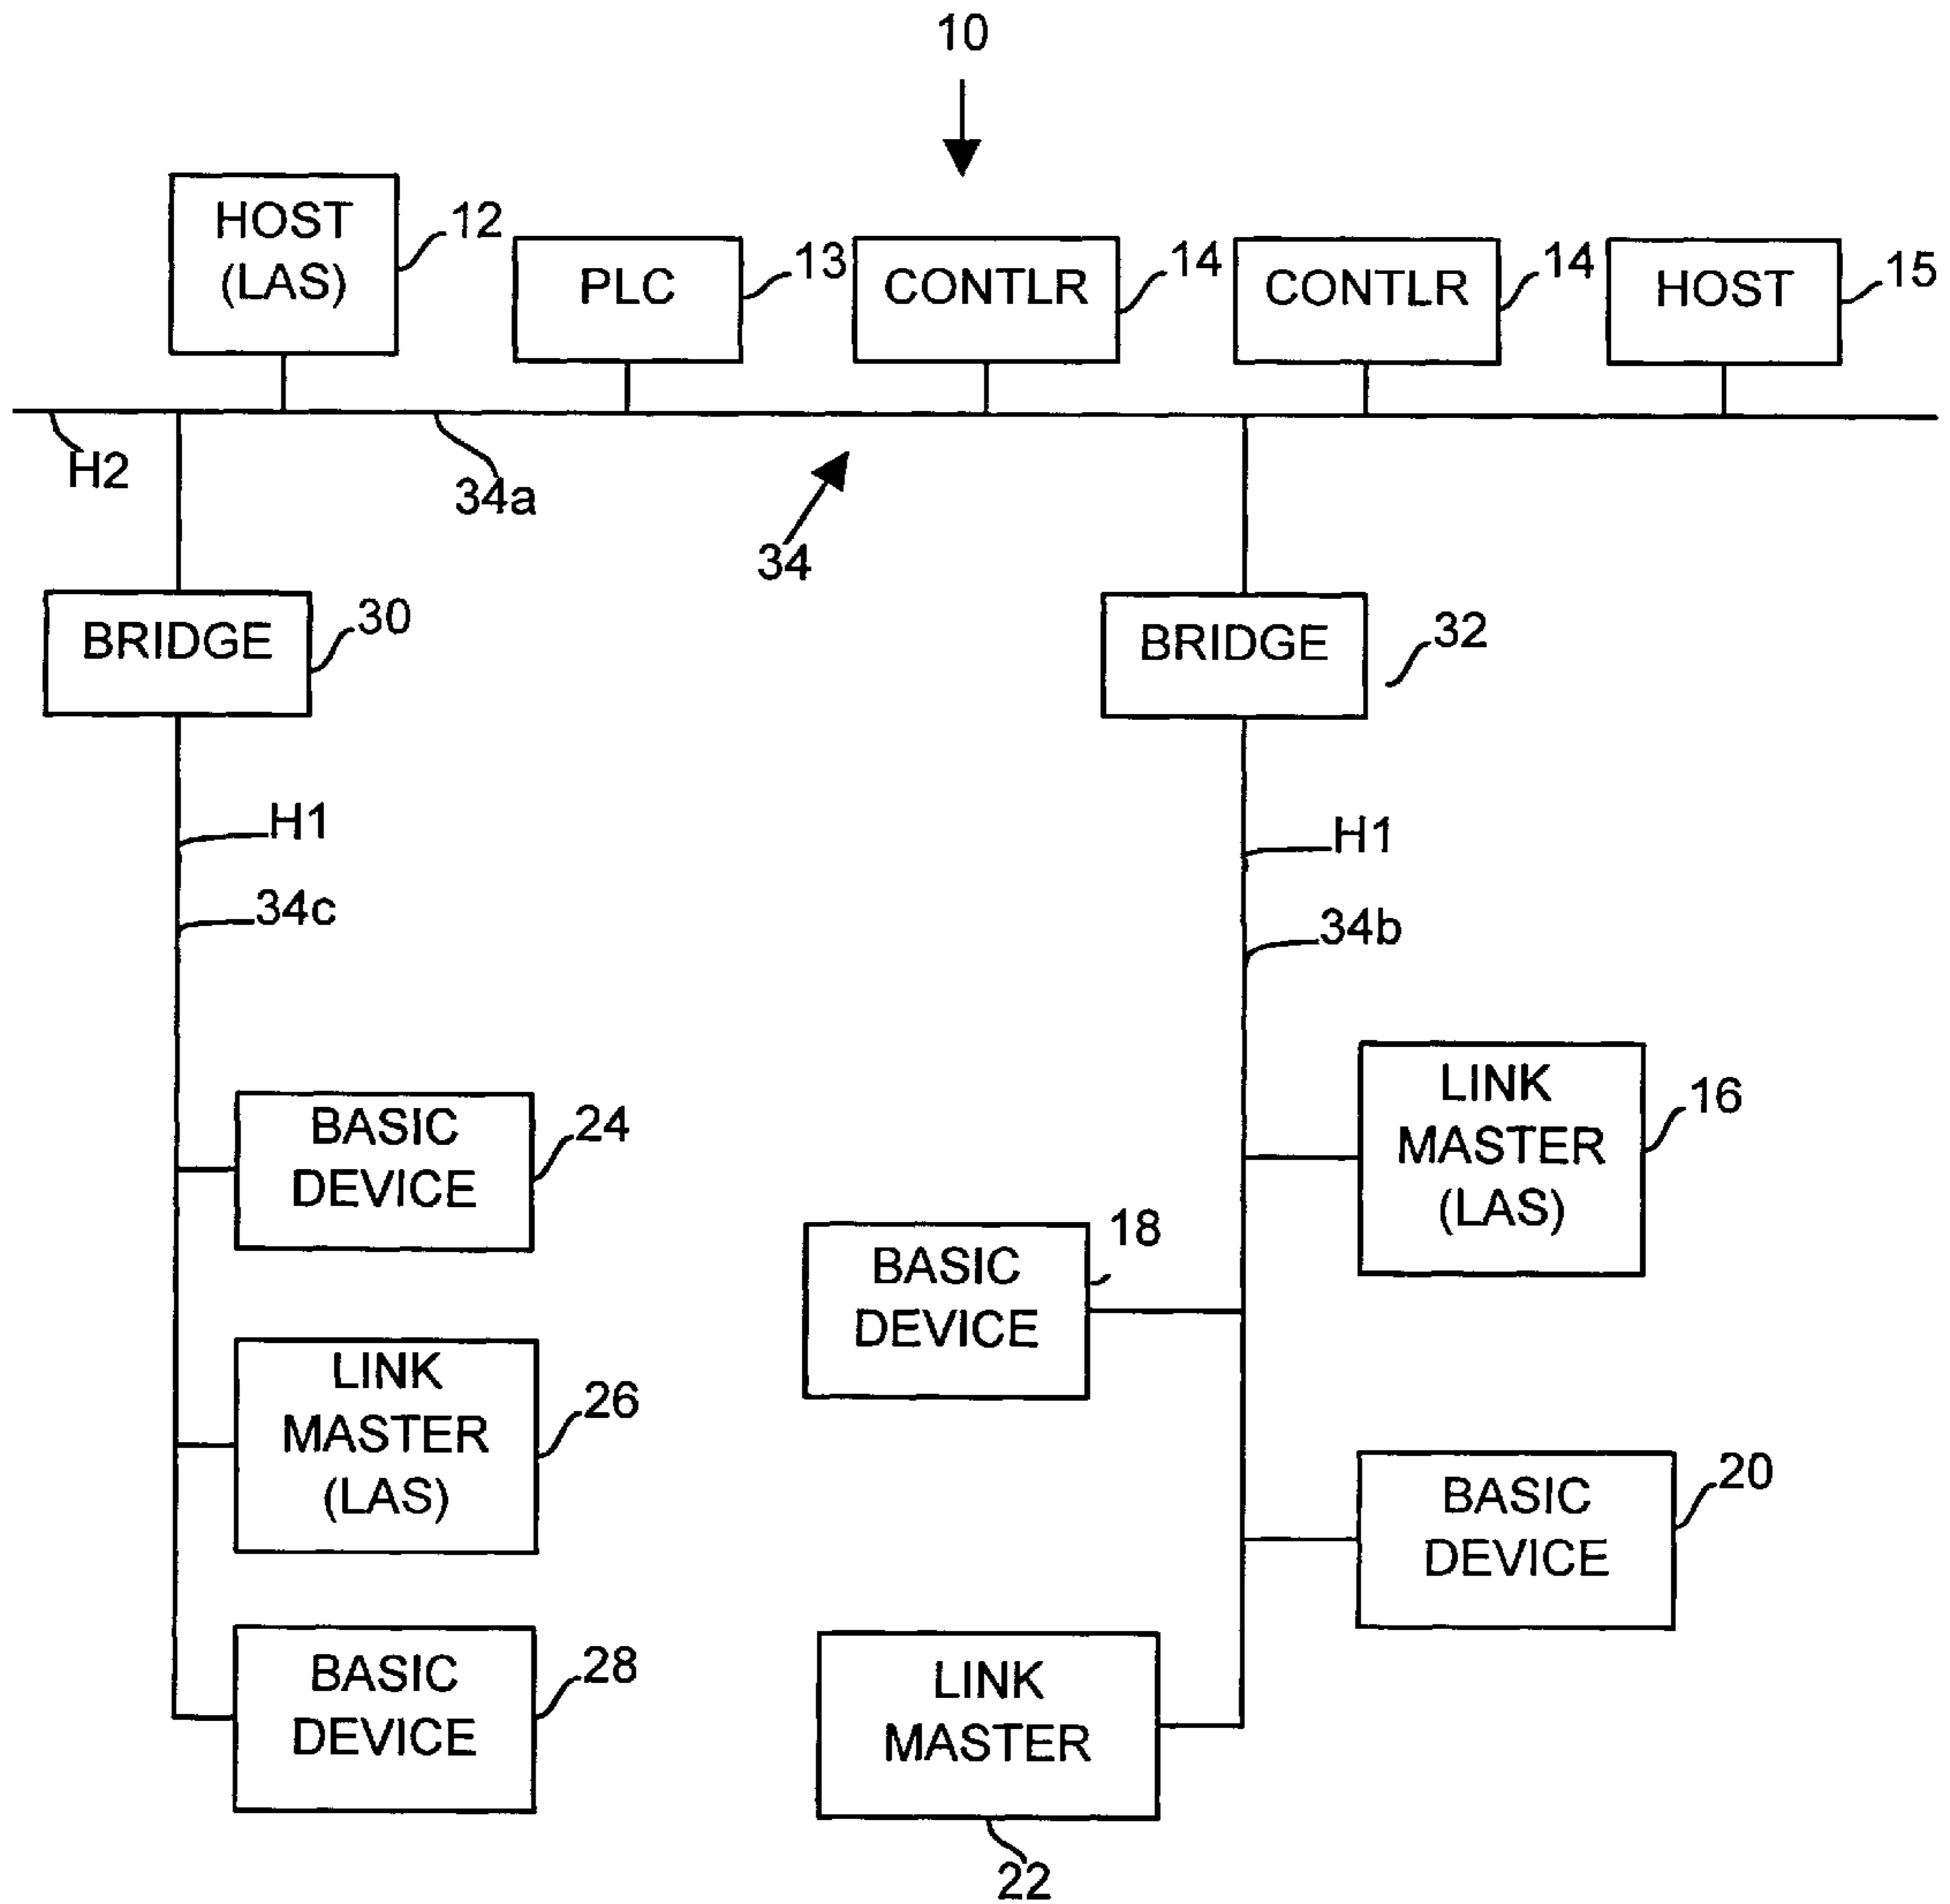 10
HOST
(LAS)
12
PLC
13
CONTLR
14
CONTLR
14
HOST
15
H2
34a
34
BRIDGE
30
BRIDGE
32
H1
34c
H1
34b
BASIC
DEVICE
24
LINK
MASTER
(LAS)
16
BASIC
DEVICE
18
LINK
MASTER
(LAS)
26
BASIC
DEVICE
20
BASIC
DEVICE
28
LINK
MASTER
22